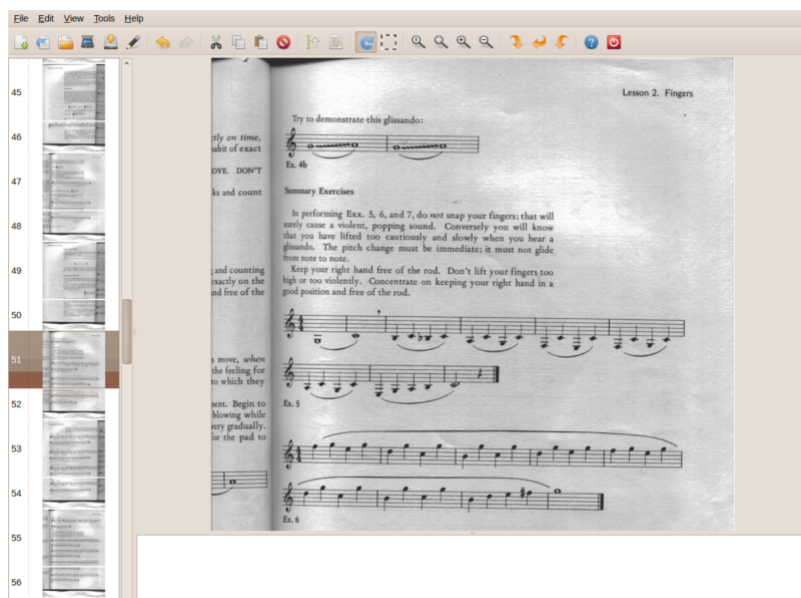 File Edit View Tools Help
45
46
47
48
49
50
51
52
53
54
55
56
ctly on time,
abit of exact
OVE. DON'T
ks and count
and counting
exactly on the
nd free of the
s move, when
the feeling for
to which they
ment. Begin to
blowing while
very gradually.
for the pad to
Lesson 2. Fingers
Try to demonstrate this glissando:
Ex. 4b
Summary Exercises
In performing Exx. 5, 6, and 7, do not snap your fingers; that will
surely cause a violent, popping sound. Conversely you will know
that you have lifted too cautiously and slowly when you hear a
glissando. The pitch change must be immediate; it must not glide
from note to note.
Keep your right hand free of the rod. Don't lift your fingers too
high or too violently. Concentrate on keeping your right hand in a
good position and free of the rod.
Ex. 5
Ex. 6